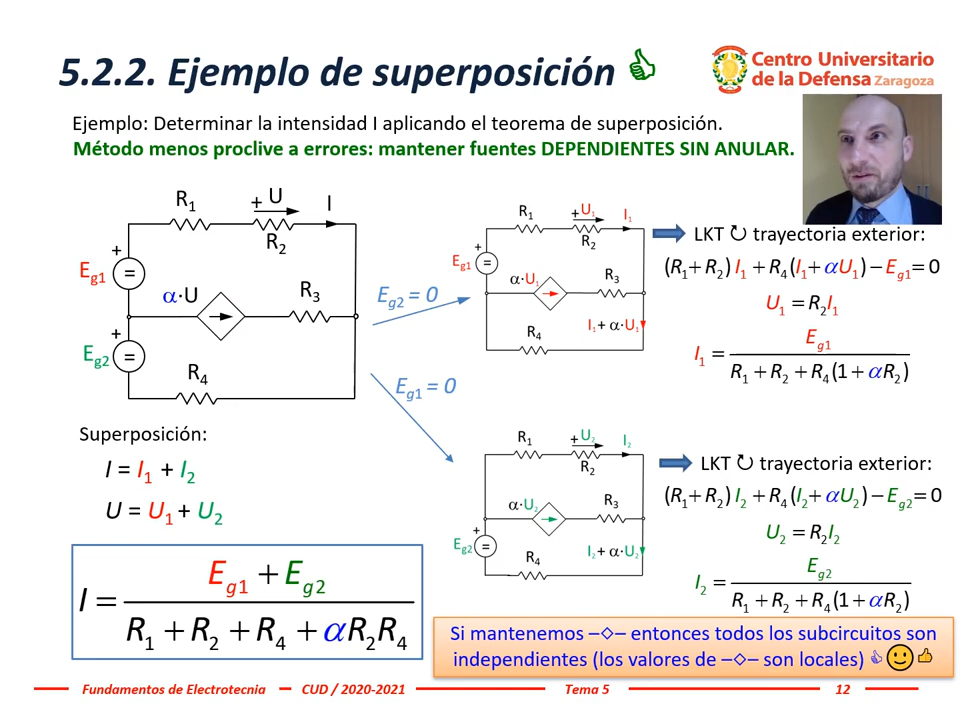 5.2.2. Ejemplo de superposición
Centro Universitario
de la Defensa Zaragoza
Ejemplo: Determinar la intensidad I aplicando el teorema de superposición.
Método menos proclive a errores: mantener fuentes DEPENDIENTES SIN ANULAR.
R1 + U I
R2
+
Eg1 =
α·U R3
+
Eg2 =
R4
Eg2 = 0
Eg1 = 0
R1 + U1 I1
R2
+
Eg1 =
α·U1 R3
R4 I1+ α·U1
LKT ↻ trayectoria exterior:
(R1+R2) I1 +R4(I1+αU1) −Eg1=0
U1 =R2I1
I1 = Eg1
R1 +R2 +R4(1+αR2)
Superposición:
I = I1 + I2
U = U1 + U2
R1 + U2 I2
R2
α·U2 R3
+
Eg2 =
R4 I2+ α·U2
LKT ↻ trayectoria exterior:
(R1+R2) I2 +R4(I2+αU2) −Eg2=0
U2 =R2I2
I2 = Eg2
R1 +R2 +R4(1+αR2)
I = Eg1 +Eg2
R1 +R2 +R4 +αR2R4
Si mantenemos –◇– entonces todos los subcircuitos son
independientes (los valores de –◇– son locales)
Fundamentos de Electrotecnia CUD / 2020-2021 Tema 5 12